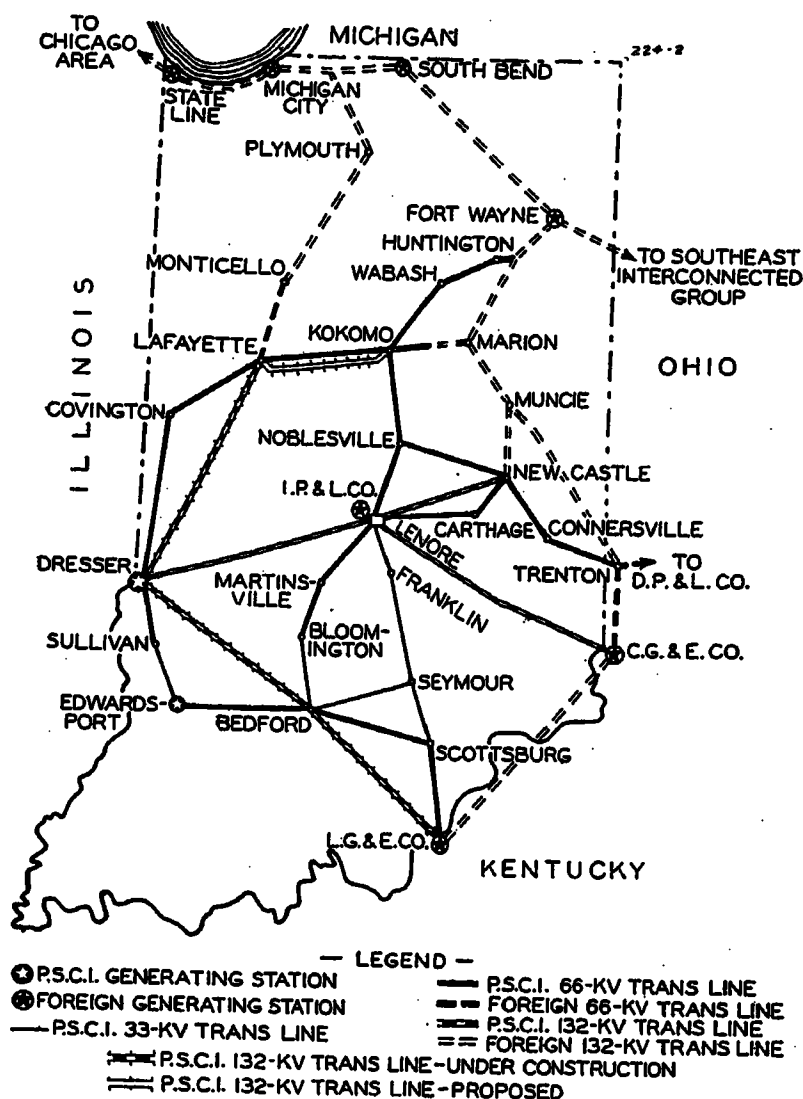 TO
CHICAGO
AREA
MICHIGAN
224-2
STATE
LINE
MICHIGAN
CITY
SOUTH BEND
PLYMOUTH
FORT WAYNE
HUNTINGTON
TO SOUTHEAST
INTERCONNECTED
GROUP
MONTICELLO
WABASH
ILLINOIS
LAFAYETTE
KOKOMO
MARION
OHIO
COVINGTON
MUNCIE
NOBLESVILLE
NEW CASTLE
I.P.& L.CO.
LENORE
CARTHAGE
CONNERSVILLE
DRESSER
MARTINS-
VILLE
FRANKLIN
TRENTON
TO
D.P.& L. CO.
SULLIVAN
BLOOM-
INGTON
C.G.& E.CO.
EDWARDS-
PORT
BEDFORD
SEYMOUR
SCOTTSBURG
L.G.& E.CO.
KENTUCKY
— LEGEND —
P.S.C.I. GENERATING STATION
FOREIGN GENERATING STATION
P.S.C.I. 33-KV TRANS LINE
P.S.C.I. 66-KV TRANS LINE
FOREIGN 66-KV TRANS LINE
P.S.C.I. 132-KV TRANS LINE
FOREIGN 132-KV TRANS LINE
P.S.C.I. 132-KV TRANS LINE-UNDER CONSTRUCTION
P.S.C.I. 132-KV TRANS LINE-PROPOSED